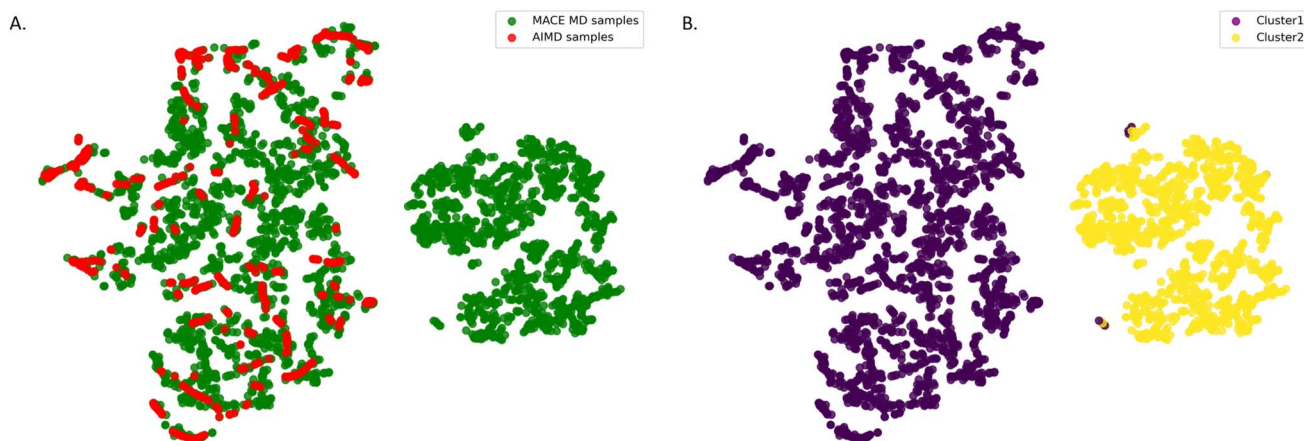 A.
MACE MD samples
AIMD samples
B.
Cluster1
Cluster2